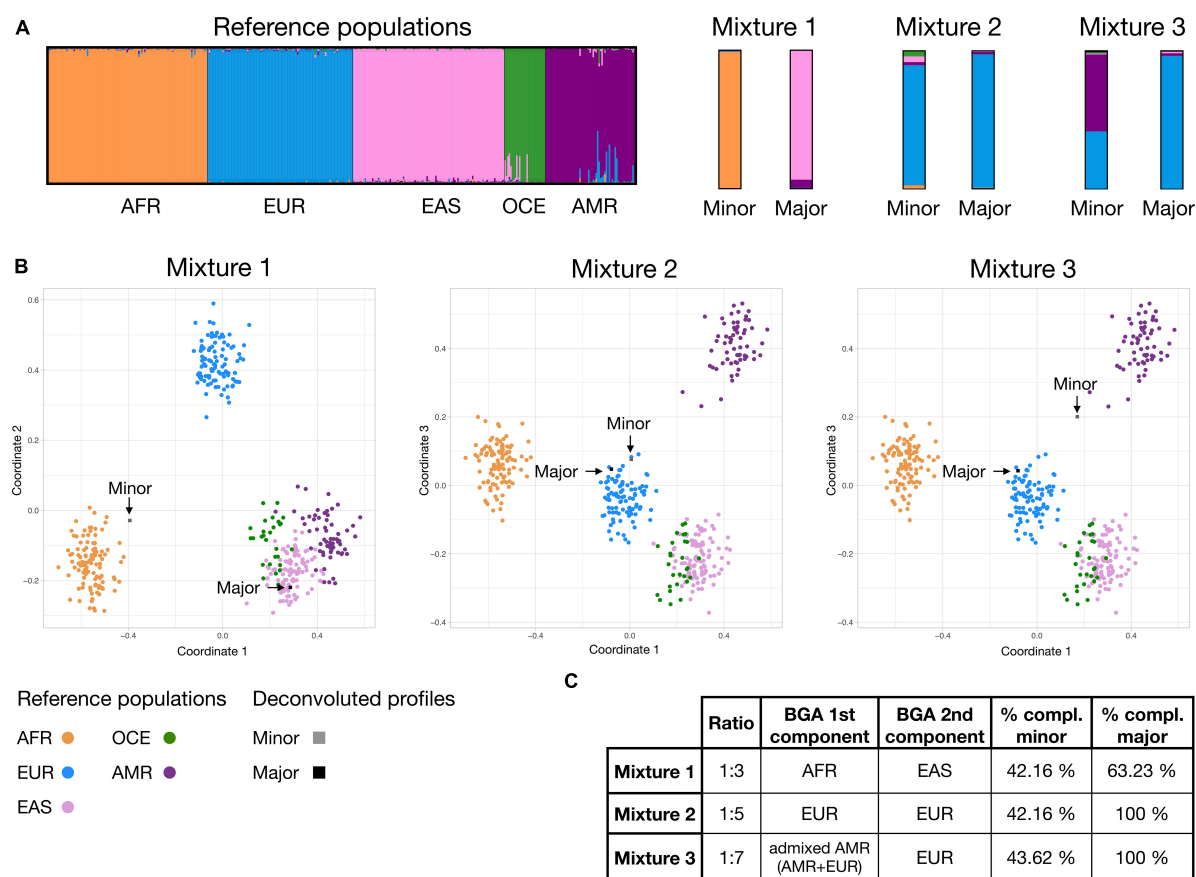 A
Reference populations
Mixture 1
Mixture 2
Mixture 3
AFR
EUR
EAS
OCE
AMR
Minor
Major
Minor
Major
Minor
Major
B
Mixture 1
Mixture 2
Mixture 3
0.6
0.4
0.2
0.0
−0.2
Coordinate 2
Minor
Major
−0.4
0.0
0.4
Coordinate 1
0.4
0.2
0.0
−0.2
−0.4
Coordinate 3
Minor
Major
−0.4
0.0
0.4
Coordinate 1
0.4
0.2
0.0
−0.2
−0.4
Coordinate 3
Minor
Major
−0.4
0.0
0.4
Coordinate 1
Reference populations
AFR
OCE
EUR
AMR
EAS
Deconvoluted profiles
Minor
Major
C
Ratio
BGA 1st
component
BGA 2nd
component
% compl.
minor
% compl.
major
Mixture 1
1:3
AFR
EAS
42.16 %
63.23 %
Mixture 2
1:5
EUR
EUR
42.16 %
100 %
Mixture 3
1:7
admixed AMR
(AMR+EUR)
EUR
43.62 %
100 %